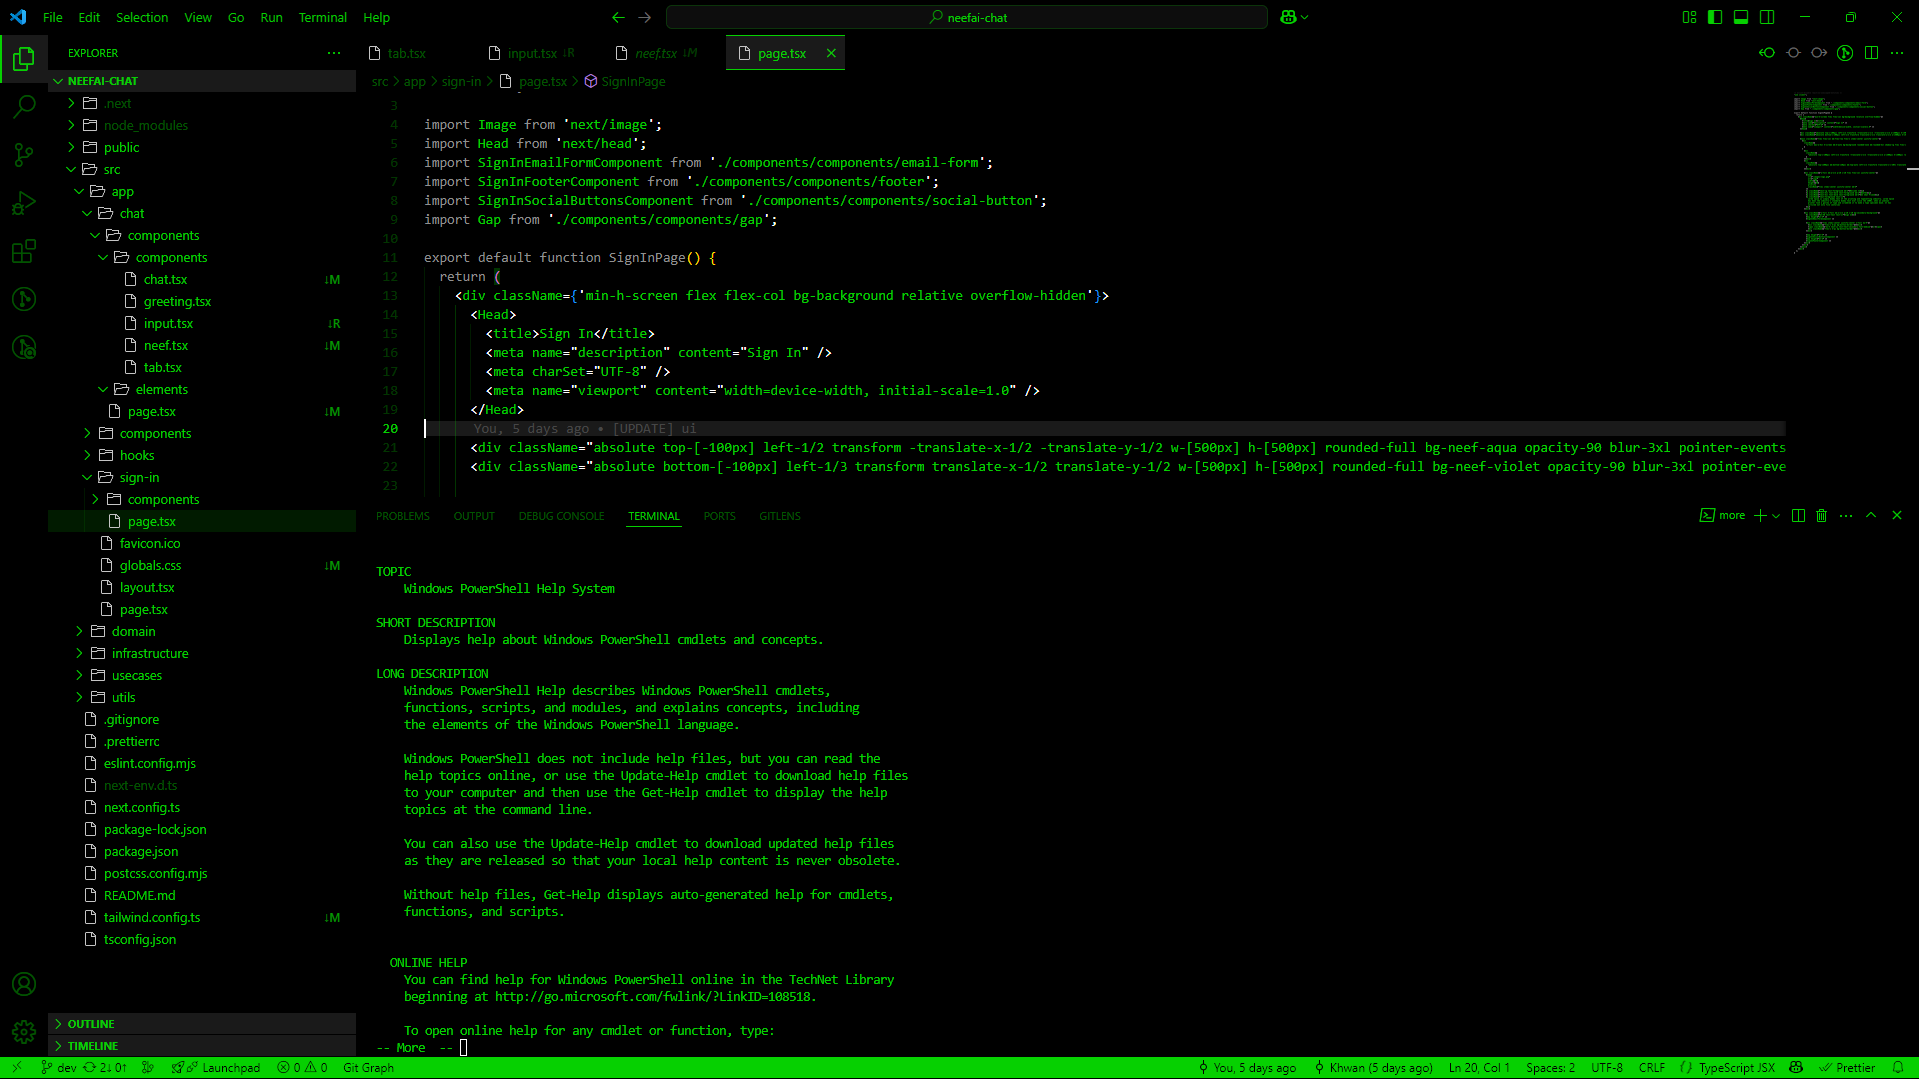 File Edit Selection View Go Run Terminal Help
neefai-chat
EXPLORER
NEEFAI-CHAT
.next
node_modules
public
src
app
chat
components
components
chat.tsx ↓M
greeting.tsx
input.tsx ↓R
neef.tsx ↓M
tab.tsx
elements
page.tsx ↓M
components
hooks
sign-in
components
page.tsx
favicon.ico
globals.css ↓M
layout.tsx
page.tsx
domain
infrastructure
usecases
utils
.gitignore
.prettierrc
eslint.config.mjs
next-env.d.ts
next.config.ts
package-lock.json
package.json
postcss.config.mjs
README.md
tailwind.config.ts ↓M
tsconfig.json
OUTLINE
TIMELINE
tab.tsx input.tsx ↓R neef.tsx ↓M page.tsx
src > app > sign-in > page.tsx > SignInPage
3
4 import Image from 'next/image';
5 import Head from 'next/head';
6 import SignInEmailFormComponent from './components/components/email-form';
7 import SignInFooterComponent from './components/components/footer';
8 import SignInSocialButtonsComponent from './components/components/social-button';
9 import Gap from './components/components/gap';
10
11 export default function SignInPage() {
12 return (
13 <div className={'min-h-screen flex flex-col bg-background relative overflow-hidden'}>
14 <Head>
15 <title>Sign In</title>
16 <meta name="description" content="Sign In" />
17 <meta charSet="UTF-8" />
18 <meta name="viewport" content="width=device-width, initial-scale=1.0" />
19 </Head>
20 You, 5 days ago • [UPDATE] ui
21 <div className="absolute top-[-100px] left-1/2 transform -translate-x-1/2 -translate-y-1/2 w-[500px] h-[500px] rounded-full bg-neef-aqua opacity-90 blur-3xl pointer-events
22 <div className="absolute bottom-[-100px] left-1/3 transform translate-x-1/2 translate-y-1/2 w-[500px] h-[500px] rounded-full bg-neef-violet opacity-90 blur-3xl pointer-eve
23
PROBLEMS OUTPUT DEBUG CONSOLE TERMINAL PORTS GITLENS
more
TOPIC
Windows PowerShell Help System
SHORT DESCRIPTION
Displays help about Windows PowerShell cmdlets and concepts.
LONG DESCRIPTION
Windows PowerShell Help describes Windows PowerShell cmdlets,
functions, scripts, and modules, and explains concepts, including
the elements of the Windows PowerShell language.
Windows PowerShell does not include help files, but you can read the
help topics online, or use the Update-Help cmdlet to download help files
to your computer and then use the Get-Help cmdlet to display the help
topics at the command line.
You can also use the Update-Help cmdlet to download updated help files
as they are released so that your local help content is never obsolete.
Without help files, Get-Help displays auto-generated help for cmdlets,
functions, and scripts.
ONLINE HELP
You can find help for Windows PowerShell online in the TechNet Library
beginning at http://go.microsoft.com/fwlink/?LinkID=108518.
To open online help for any cmdlet or function, type:
-- More --
dev 2↓ 0↑ Launchpad 0 0 Git Graph You, 5 days ago Khwan (5 days ago) Ln 20, Col 1 Spaces: 2 UTF-8 CRLF { } TypeScript JSX Prettier